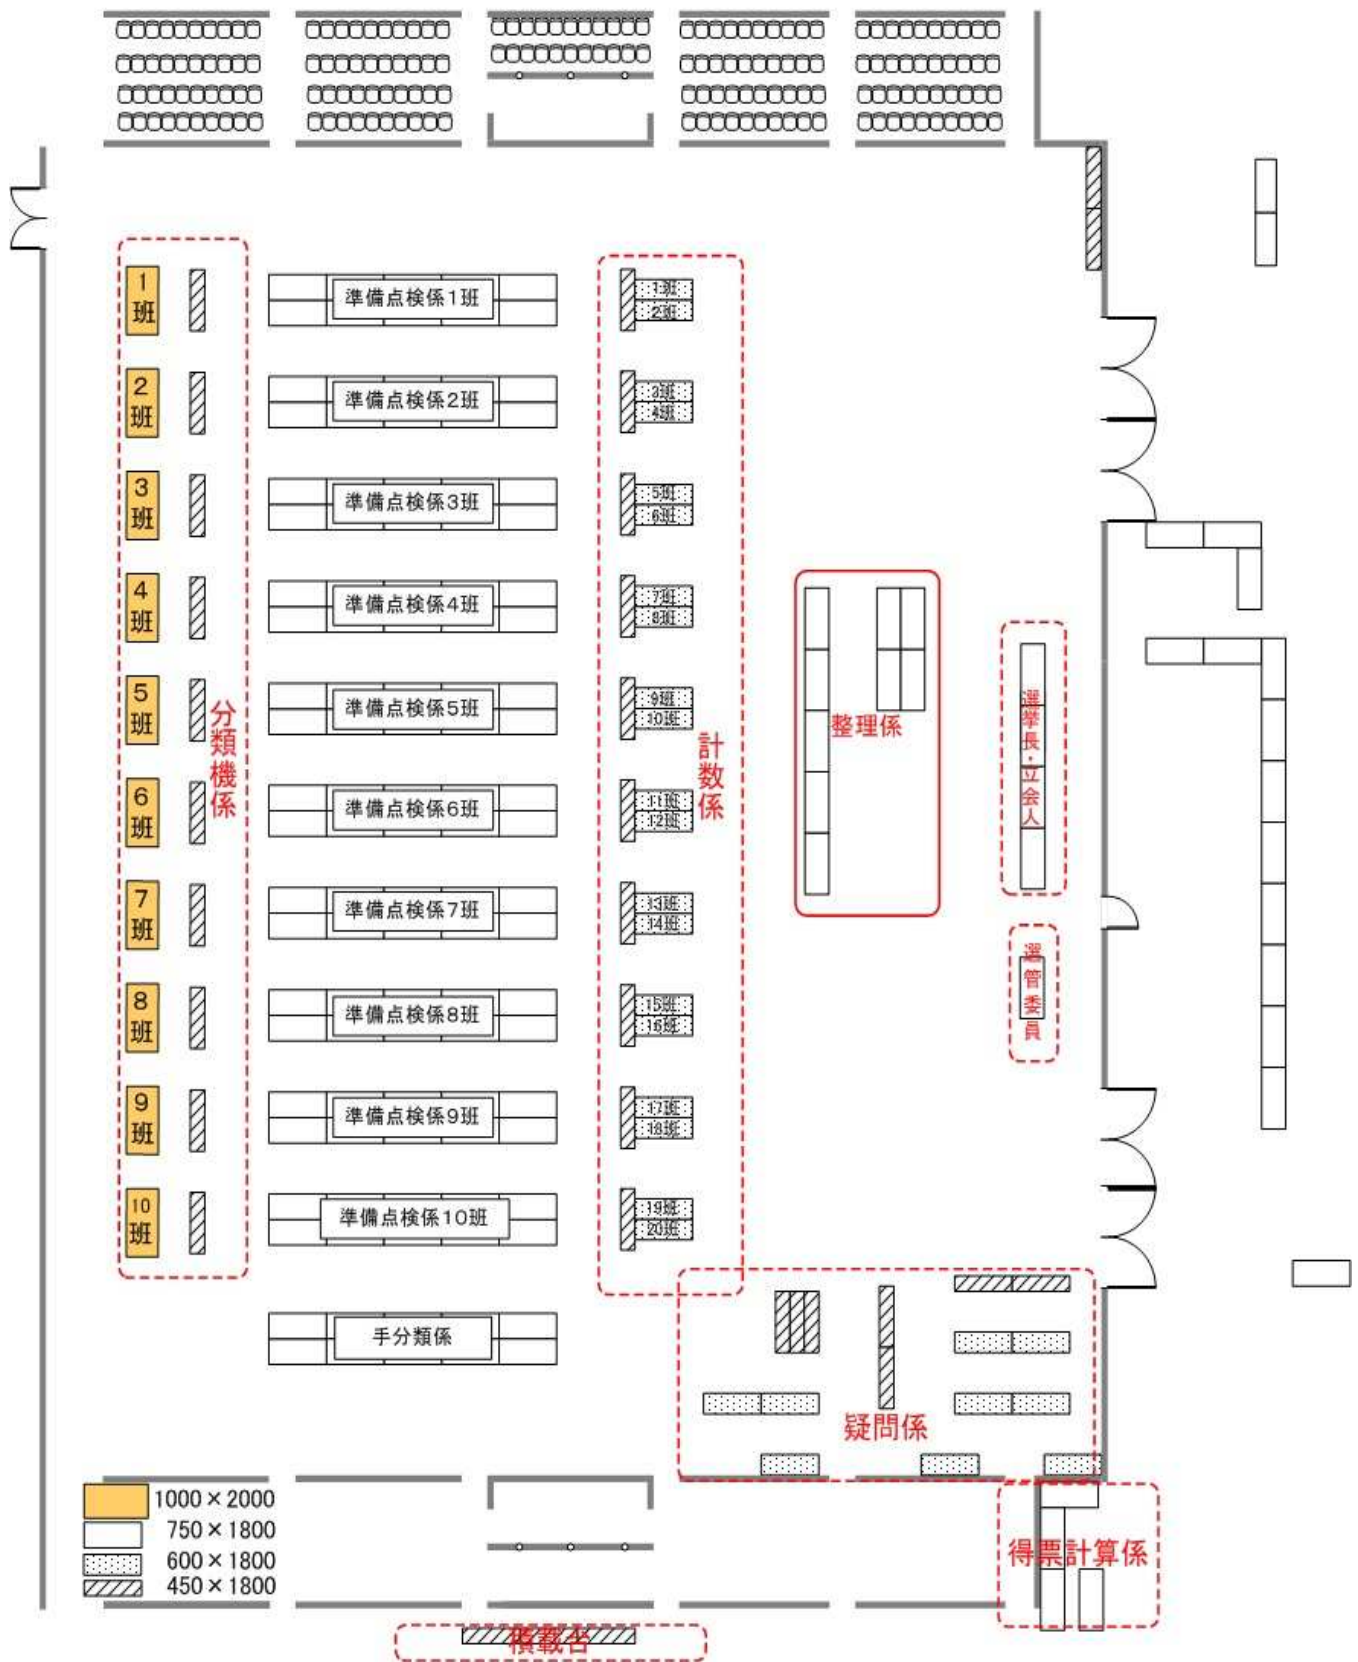 1班
準備点検係1班
1班
2班
2班
準備点検係2班
3班
4班
3班
準備点検係3班
5班
6班
4班
準備点検係4班
7班
8班
5班
準備点検係5班
9班
10班
分類機係
計数係
整理係
選挙長・立会人
6班
準備点検係6班
11班
12班
7班
準備点検係7班
13班
14班
選管委員
8班
準備点検係8班
15班
16班
9班
準備点検係9班
17班
18班
10班
準備点検係10班
19班
20班
手分類係
疑問係
1000×2000
750×1800
600×1800
450×1800
得票計算係
積載台